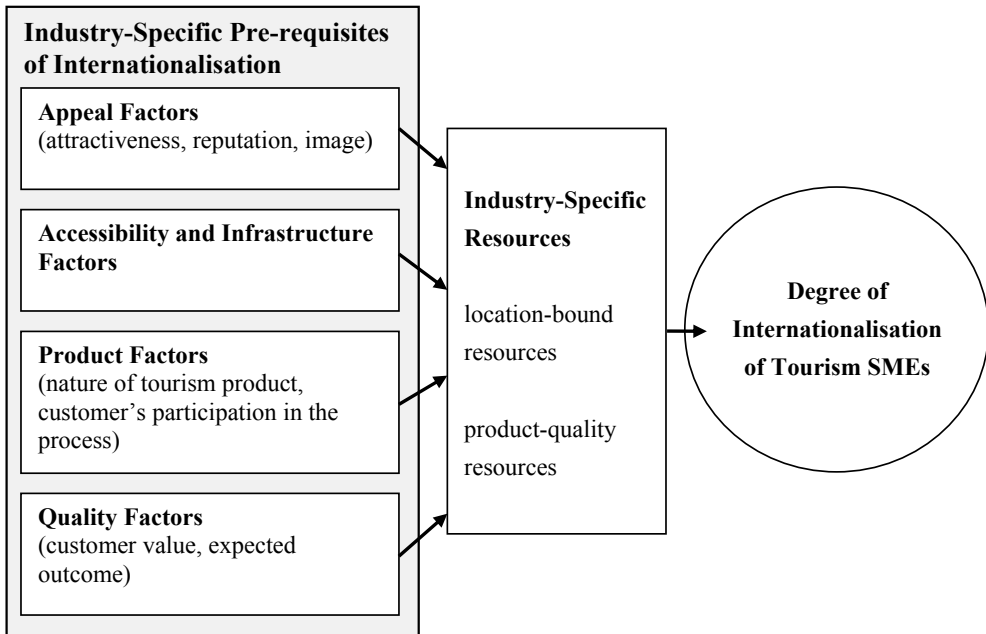 Industry-Specific Pre-requisites
of Internationalisation
Appeal Factors
(attractiveness, reputation, image)
Accessibility and Infrastructure
Factors
Product Factors
(nature of tourism product,
customer’s participation in the
process)
Quality Factors
(customer value, expected
outcome)
Industry-Specific
Resources
location-bound
resources
product-quality
resources
Degree of
Internationalisation
of Tourism SMEs